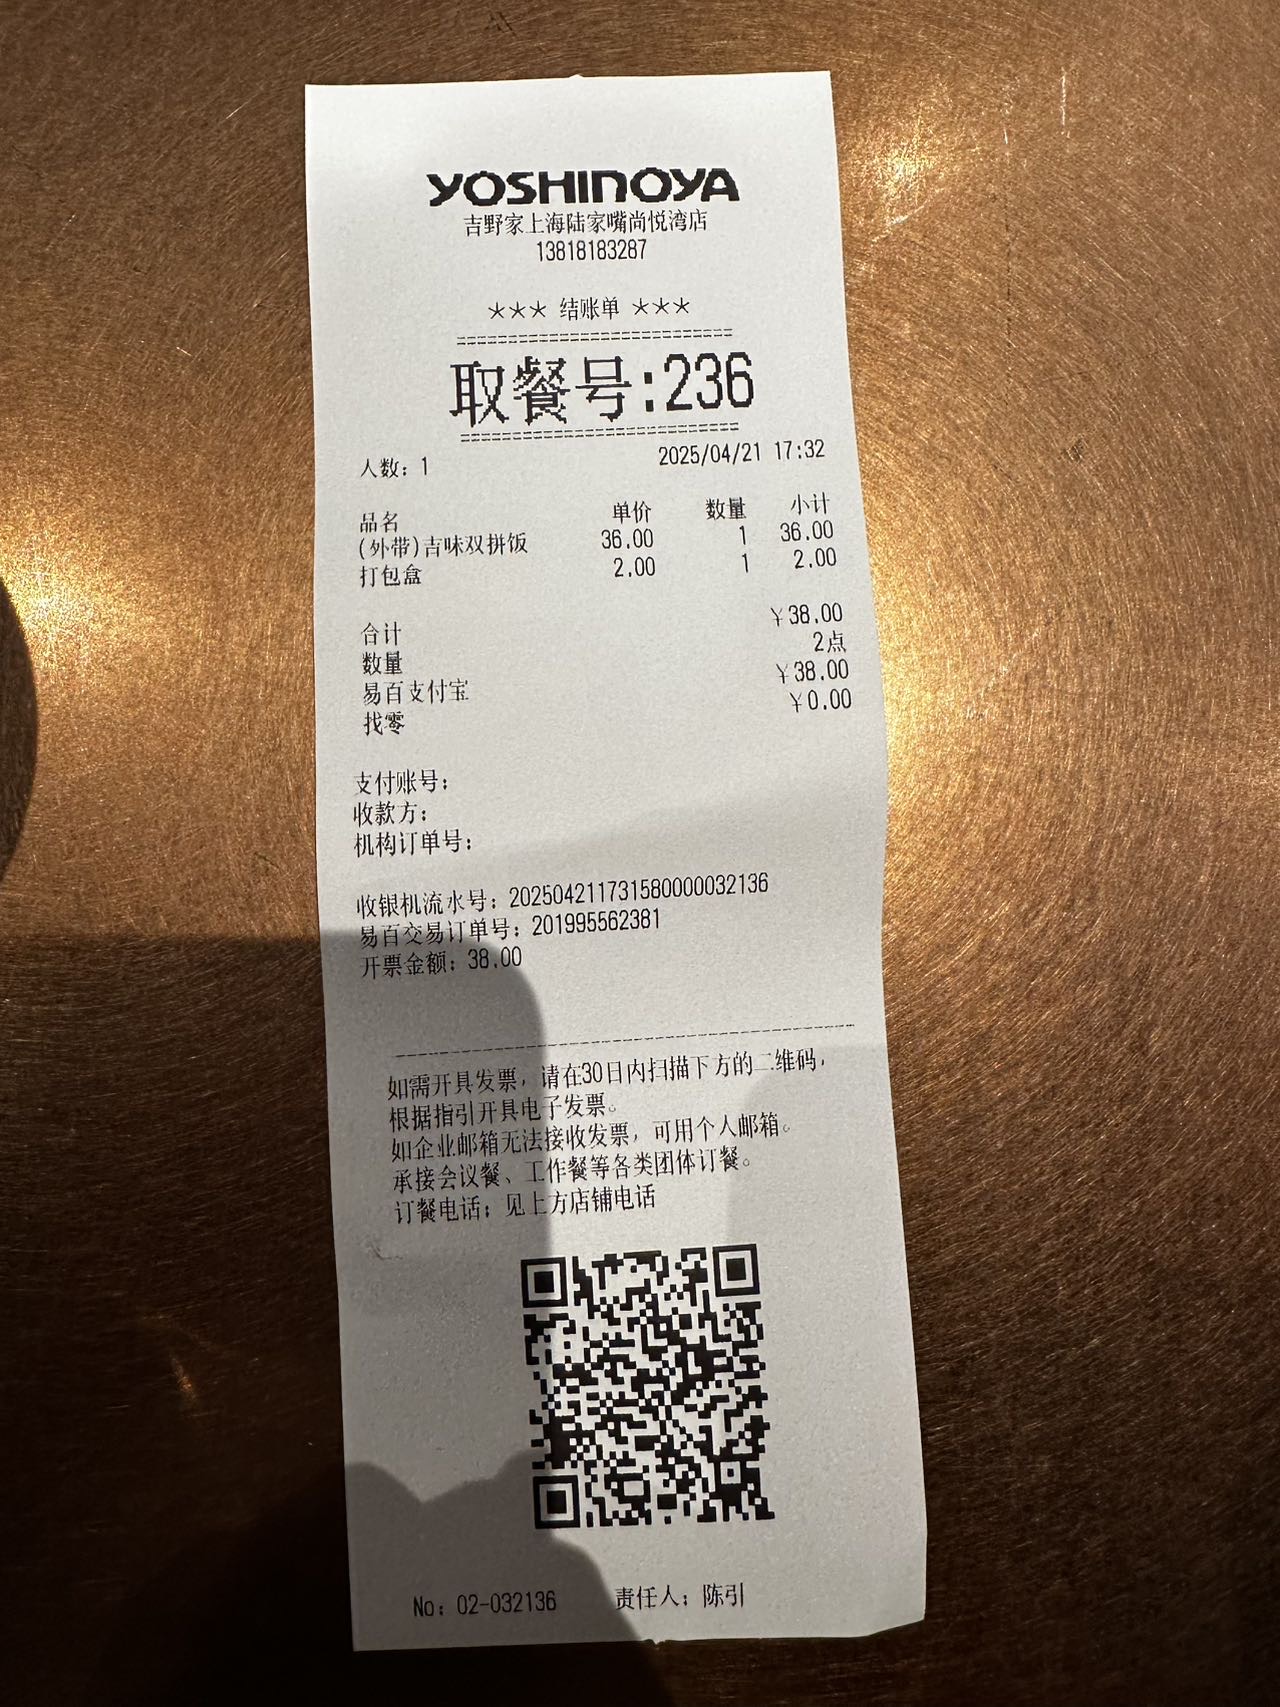 YOSHINOYA
吉野家上海陆家嘴尚悦湾店
13818183287
*** 结账单 ***
===========================
取餐号:236
===========================
人数: 1 2025/04/21 17:32
品名 单价 数量 小计
(外带)吉味双拼饭 36.00 1 36.00
打包盒 2.00 1 2.00
合计 ￥38.00
数量 2点
易百支付宝 ￥38.00
找零 ￥0.00
支付账号:
收款方:
机构订单号:
收银机流水号: 202504211731580000032136
易百交易订单号: 201995562381
开票金额: 38.00
如需开具发票，请在30日内扫描下方的二维码，
根据指引开具电子发票。
如企业邮箱无法接收发票，可用个人邮箱。
承接会议餐、工作餐等各类团体订餐。
订餐电话: 见上方店铺电话
No: 02-032136 责任人: 陈引